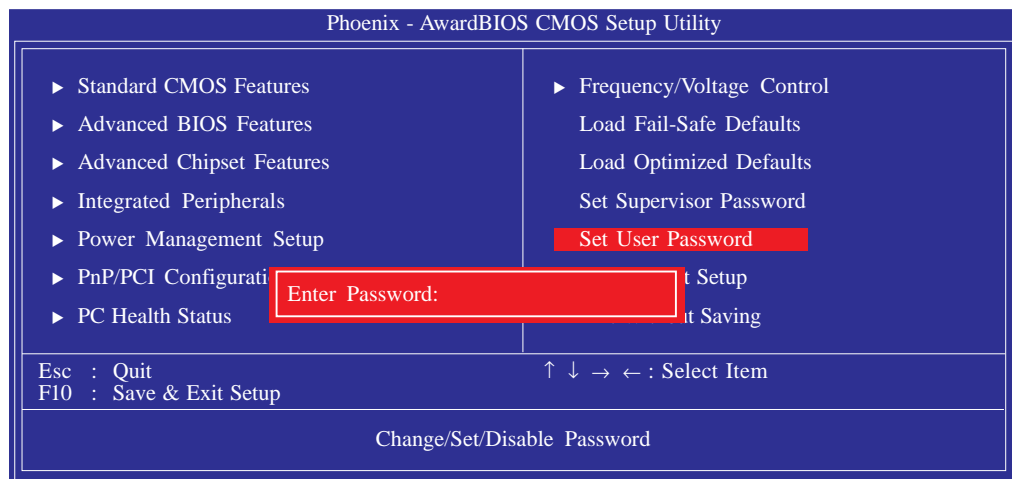 Phoenix - AwardBIOS CMOS Setup Utility
▶ Standard CMOS Features
▶ Advanced BIOS Features
▶ Advanced Chipset Features
▶ Integrated Peripherals
▶ Power Management Setup
▶ PnP/PCI Configurati
▶ PC Health Status
▶ Frequency/Voltage Control
Load Fail-Safe Defaults
Load Optimized Defaults
Set Supervisor Password
Set User Password
t Setup
ut Saving
Enter Password:
Esc : Quit
F10 : Save & Exit Setup
↑ ↓ → ← : Select Item
Change/Set/Disable Password